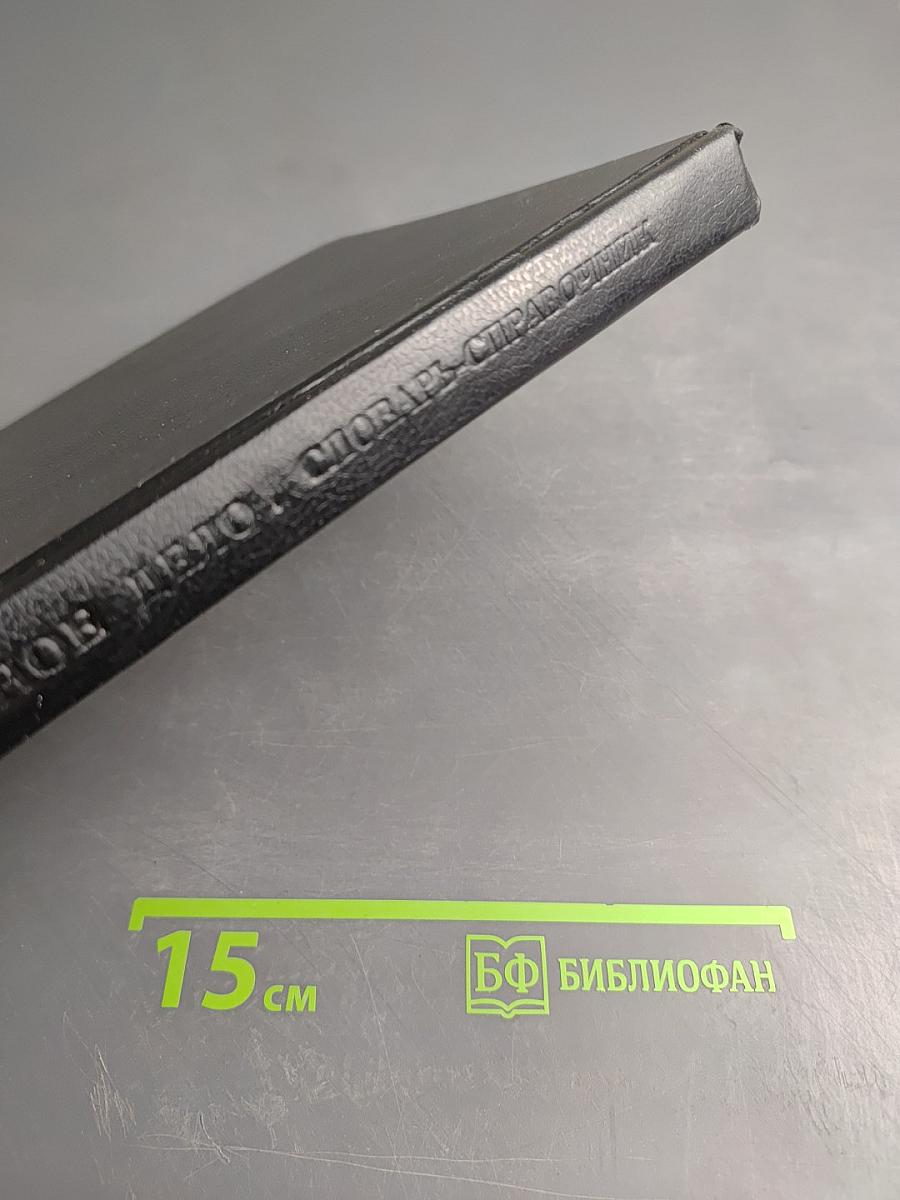 ДЕЛО: СЛОВАРЬ-СПРАВОЧНИК
15 см
БФ БИБЛИОФАН